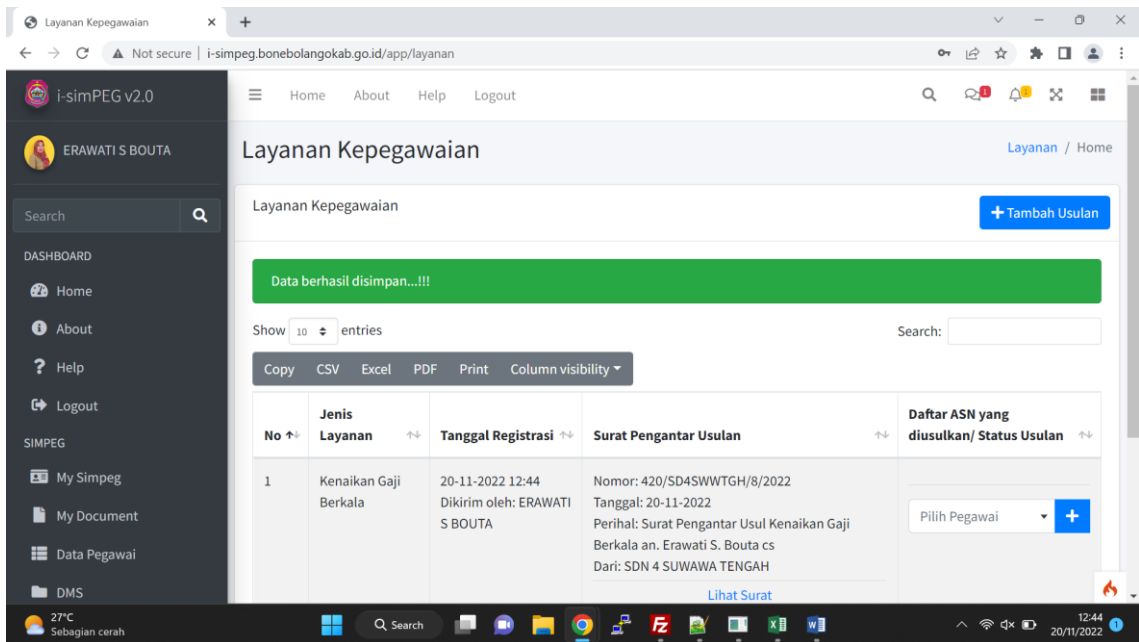 Layanan Kepegawaian
Not secure | i-simpeg.bonebolangokab.go.id/app/layanan
i-simPEG v2.0
Home About Help Logout
1
ERAWATI S BOUTA
Layanan Kepegawaian
Layanan / Home
Search
Layanan Kepegawaian
+ Tambah Usulan
DASHBOARD
Home
About
Help
Logout
SIMPEG
My Simpeg
My Document
Data Pegawai
DMS
Data berhasil disimpan...!!!
Show 10 entries
Search:
Copy CSV Excel PDF Print Column visibility
No
Jenis
Layanan
Tanggal Registrasi
Surat Pengantar Usulan
Daftar ASN yang
diusulkan/ Status Usulan
1
Kenaikan Gaji
Berkala
20-11-2022 12:44
Dikirim oleh: ERAWATI
S BOUTA
Nomor: 420/SD4SWWTGH/8/2022
Tanggal: 20-11-2022
Perihal: Surat Pengantar Usul Kenaikan Gaji
Berkala an. Erawati S. Bouta cs
Dari: SDN 4 SUWAWA TENGAH
Lihat Surat
Pilih Pegawai
+
27°C
Sebagian cerah
Search
12:44
20/11/2022
1